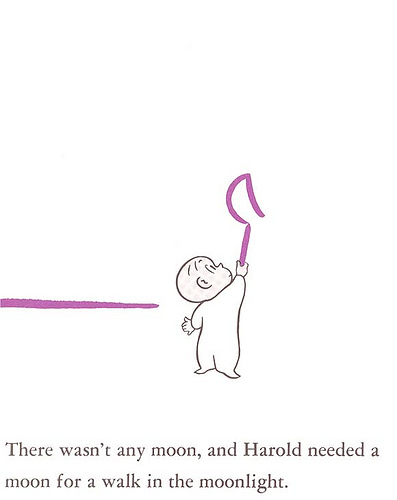 There wasn't any moon, and Harold needed a
moon for a walk in the moonlight.